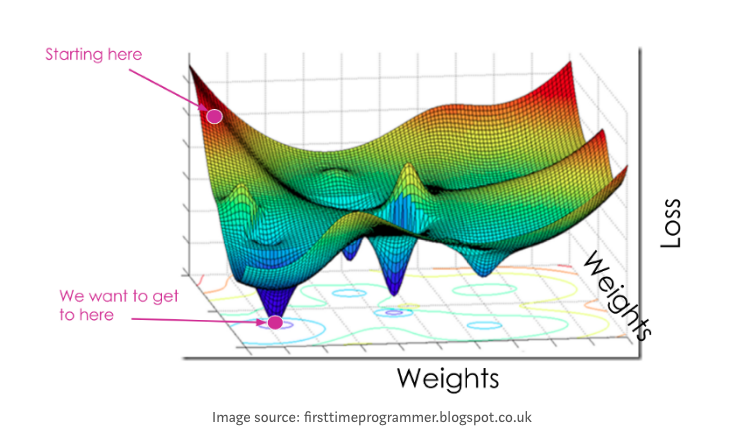 Starting here
Loss
Weights
We want to get
to here
Weights
Image source: firsttimeprogrammer.blogspot.co.uk